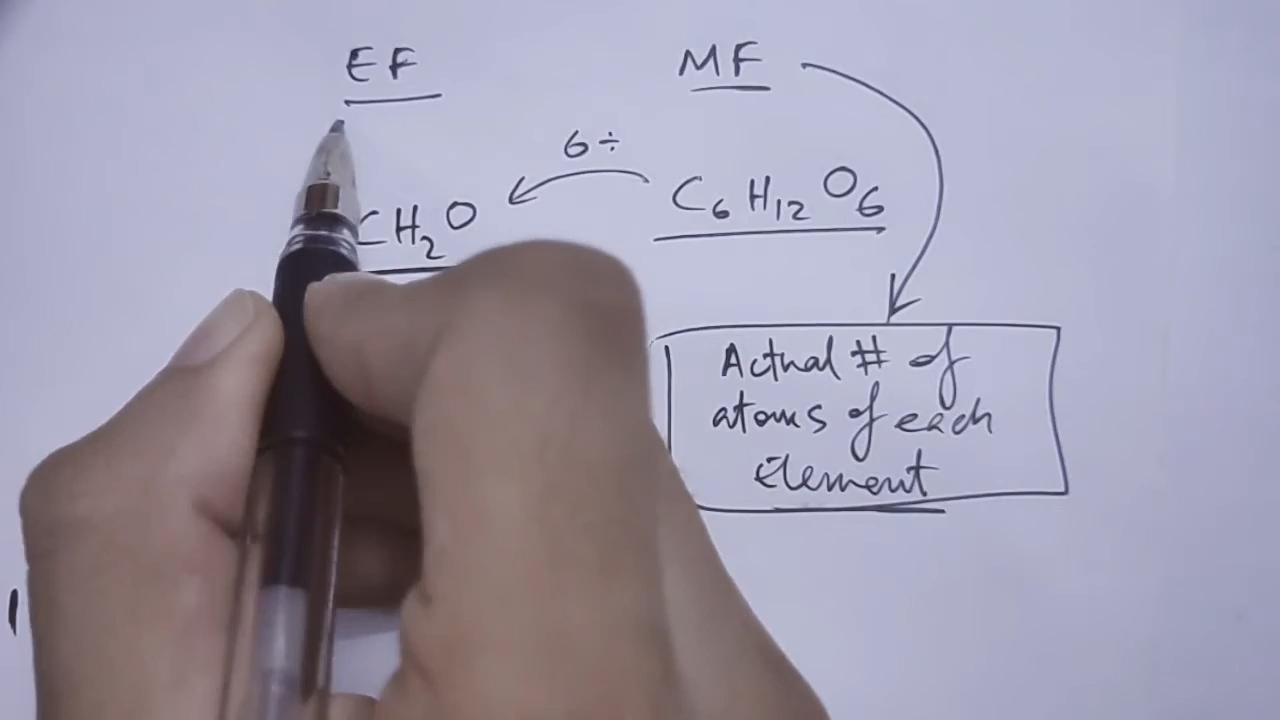 EF
MF
6÷
CH₂O
C₆H₁₂O₆
Actual # of
atoms of each
Element